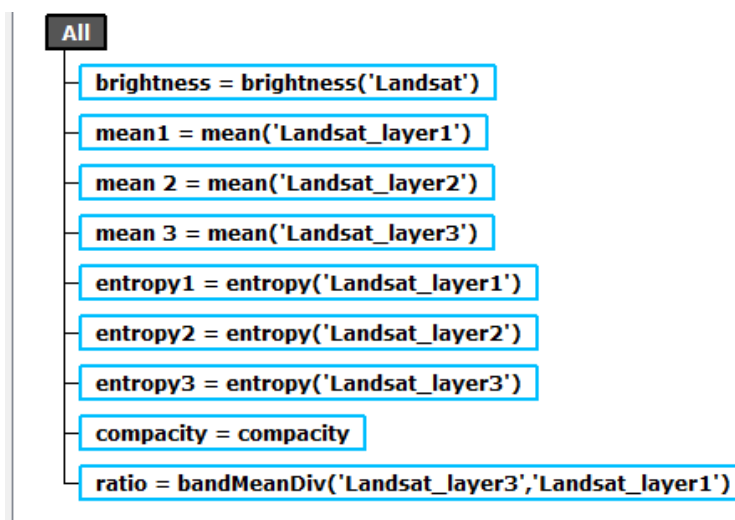 All
brightness = brightness('Landsat')
mean1 = mean('Landsat_layer1')
mean 2 = mean('Landsat_layer2')
mean 3 = mean('Landsat_layer3')
entropy1 = entropy('Landsat_layer1')
entropy2 = entropy('Landsat_layer2')
entropy3 = entropy('Landsat_layer3')
compacity = compacity
ratio = bandMeanDiv('Landsat_layer3','Landsat_layer1')